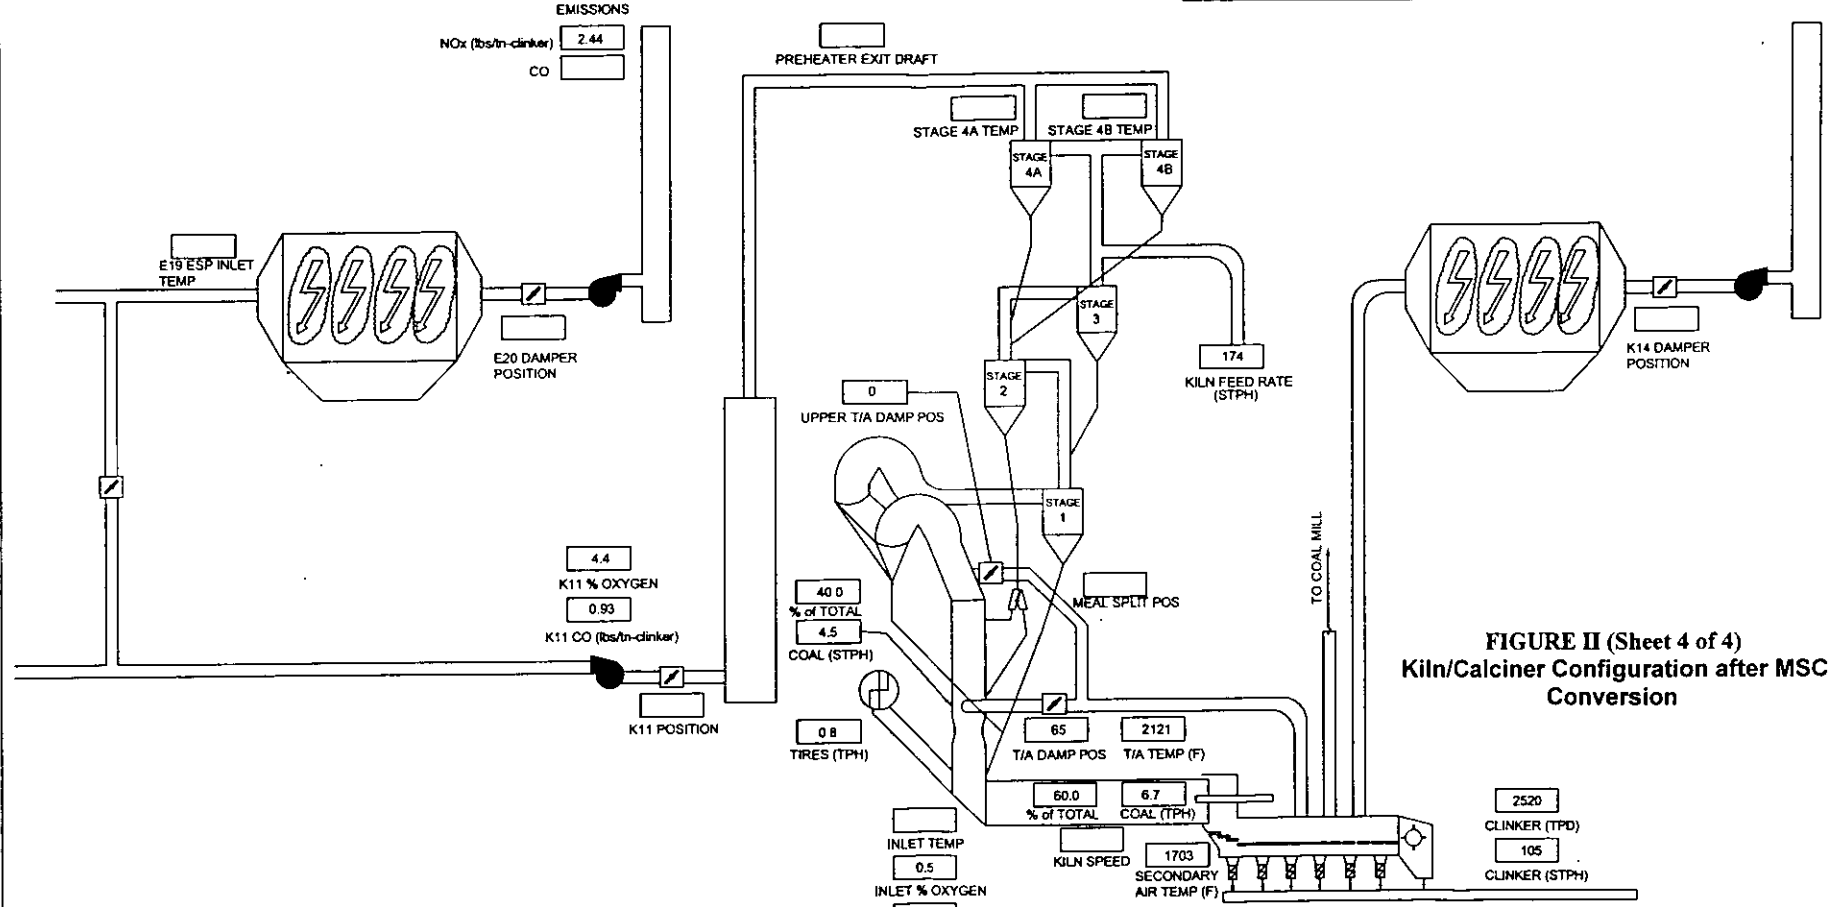 EMISSIONS
NOx (lbs/tn-clinker) 2.44
CO
PREHEATER EXIT DRAFT
STAGE 4A TEMP
STAGE 4B TEMP
STAGE
4A
STAGE
4B
E19 ESP INLET
TEMP
E20 DAMPER
POSITION
STAGE
3
STAGE
2
174
KILN FEED RATE
(STPH)
K14 DAMPER
POSITION
0
UPPER T/A DAMP POS
STAGE
1
4.4
K11 % OXYGEN
0.93
K11 CO (lbs/tn-clinker)
40.0
% of TOTAL
4.5
COAL (STPH)
MEAL SPLIT POS
TO COAL MILL
FIGURE II (Sheet 4 of 4)
Kiln/Calciner Configuration after MSC
Conversion
K11 POSITION
0.8
TIRES (TPH)
65
T/A DAMP POS
2121
T/A TEMP (F)
60.0
% of TOTAL
6.7
COAL (TPH)
INLET TEMP
0.5
INLET % OXYGEN
KILN SPEED
1703
SECONDARY
AIR TEMP (F)
2520
CLINKER (TPD)
105
CLINKER (STPH)